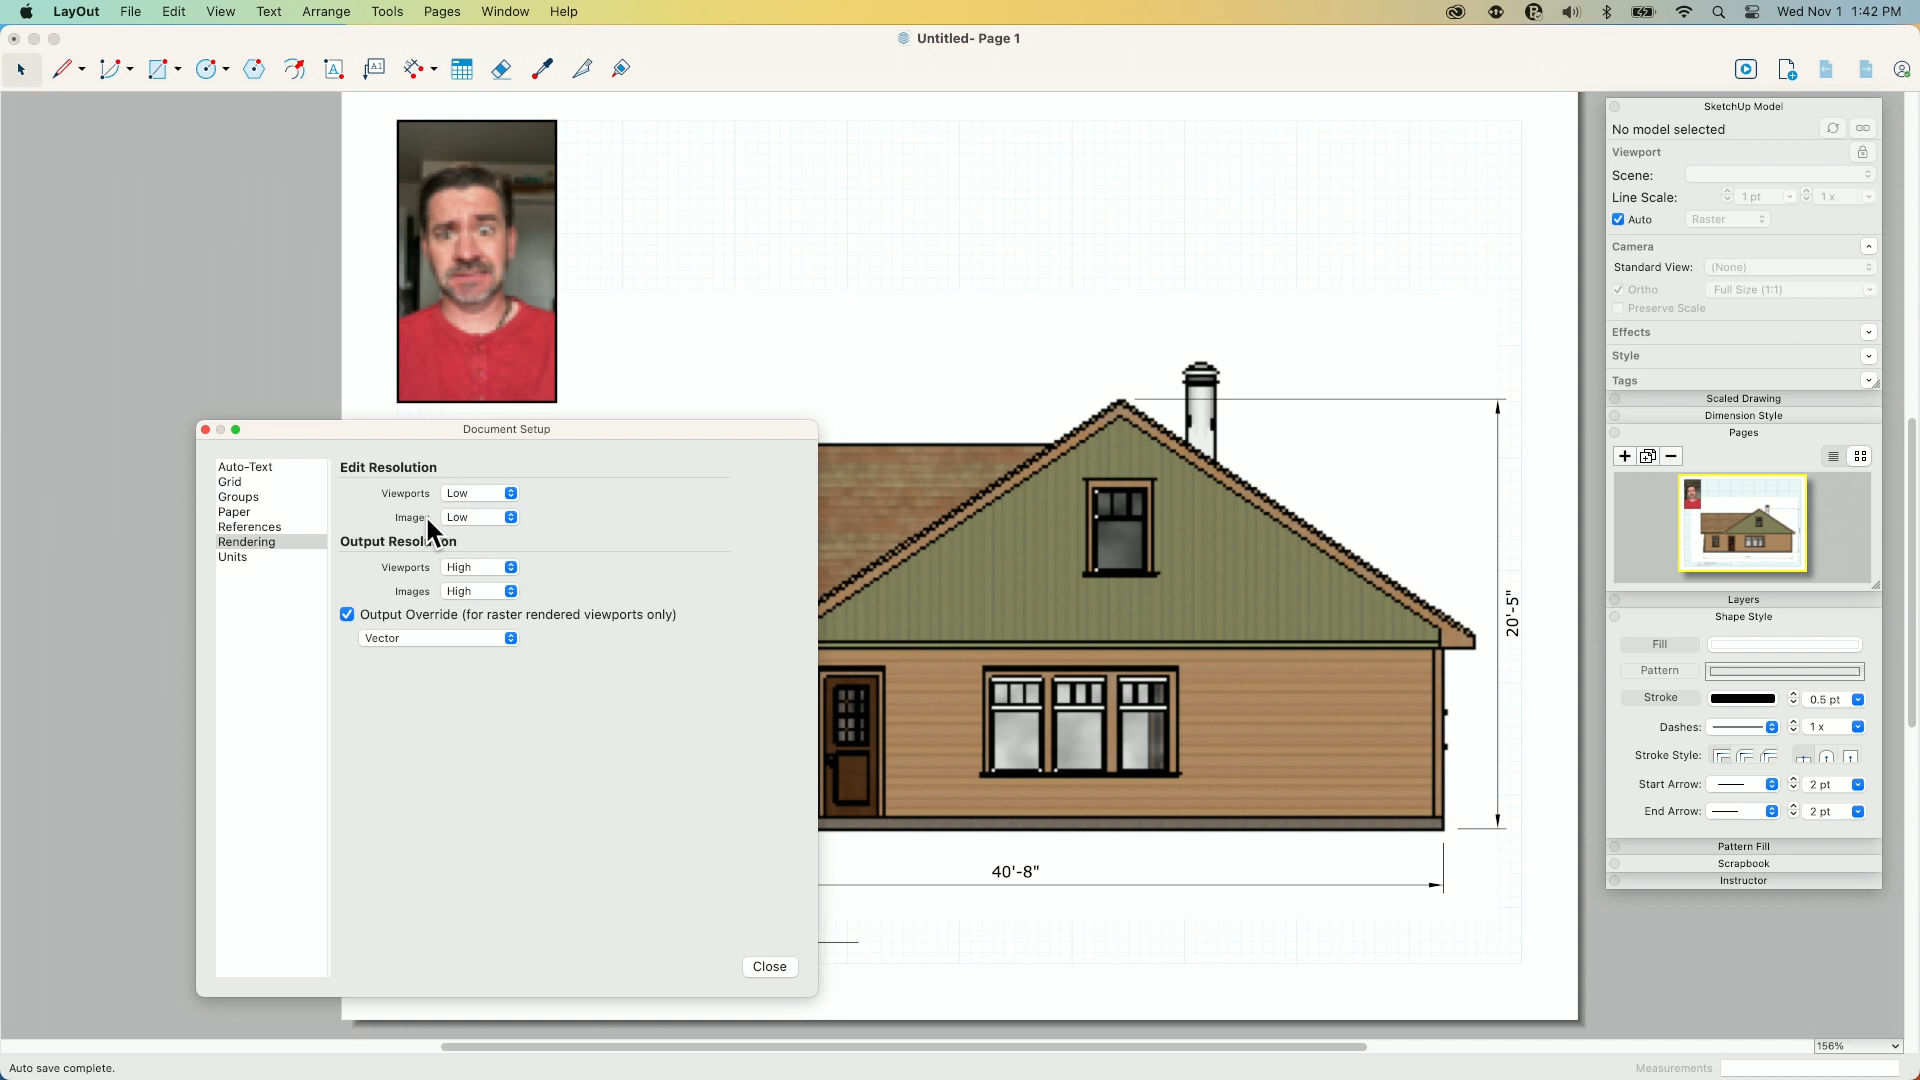 LayOut File Edit View Text Arrange Tools Pages Window Help Wed Nov 1 1:42 PM
Untitled- Page 1
A1
SketchUp Model
No model selected
Viewport
Scene:
Line Scale: 1 pt 1 x
Auto Raster
Camera
Standard View: (None)
Ortho Full Size (1:1)
Preserve Scale
Effects
Style
Tags
Scaled Drawing
Dimension Style
Pages
Layers
Shape Style
Fill
Pattern
Stroke 0.5 pt
Dashes: 1 x
Stroke Style:
Start Arrow: 2 pt
End Arrow: 2 pt
Pattern Fill
Scrapbook
Instructor
Document Setup
Auto-Text
Grid
Groups
Paper
References
Rendering
Units
Edit Resolution
Viewports Low
Images Low
Output Resolution
Viewports High
Images High
Output Override (for raster rendered viewports only)
Vector
Close
20'-5"
40'-8"
156%
Auto save complete.
Measurements